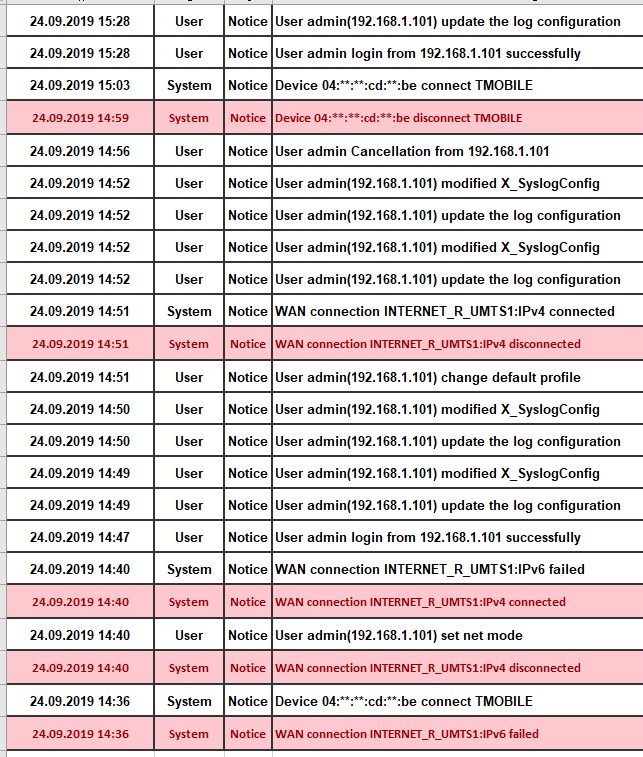 24.09.2019 15:28 User Notice User admin(192.168.1.101) update the log configuration
24.09.2019 15:28 User Notice User admin login from 192.168.1.101 successfully
24.09.2019 15:03 System Notice Device 04:**:**:cd:**:be connect TMOBILE
24.09.2019 14:59 System Notice Device 04:**:**:cd:**:be disconnect TMOBILE
24.09.2019 14:56 User Notice User admin Cancellation from 192.168.1.101
24.09.2019 14:52 User Notice User admin(192.168.1.101) modified X_SyslogConfig
24.09.2019 14:52 User Notice User admin(192.168.1.101) update the log configuration
24.09.2019 14:52 User Notice User admin(192.168.1.101) modified X_SyslogConfig
24.09.2019 14:52 User Notice User admin(192.168.1.101) update the log configuration
24.09.2019 14:51 System Notice WAN connection INTERNET_R_UMTS1:IPv4 connected
24.09.2019 14:51 System Notice WAN connection INTERNET_R_UMTS1:IPv4 disconnected
24.09.2019 14:51 User Notice User admin(192.168.1.101) change default profile
24.09.2019 14:50 User Notice User admin(192.168.1.101) modified X_SyslogConfig
24.09.2019 14:50 User Notice User admin(192.168.1.101) update the log configuration
24.09.2019 14:49 User Notice User admin(192.168.1.101) modified X_SyslogConfig
24.09.2019 14:49 User Notice User admin(192.168.1.101) update the log configuration
24.09.2019 14:47 User Notice User admin login from 192.168.1.101 successfully
24.09.2019 14:40 System Notice WAN connection INTERNET_R_UMTS1:IPv6 failed
24.09.2019 14:40 System Notice WAN connection INTERNET_R_UMTS1:IPv4 connected
24.09.2019 14:40 User Notice User admin(192.168.1.101) set net mode
24.09.2019 14:40 System Notice WAN connection INTERNET_R_UMTS1:IPv4 disconnected
24.09.2019 14:36 System Notice Device 04:**:**:cd:**:be connect TMOBILE
24.09.2019 14:36 System Notice WAN connection INTERNET_R_UMTS1:IPv6 failed